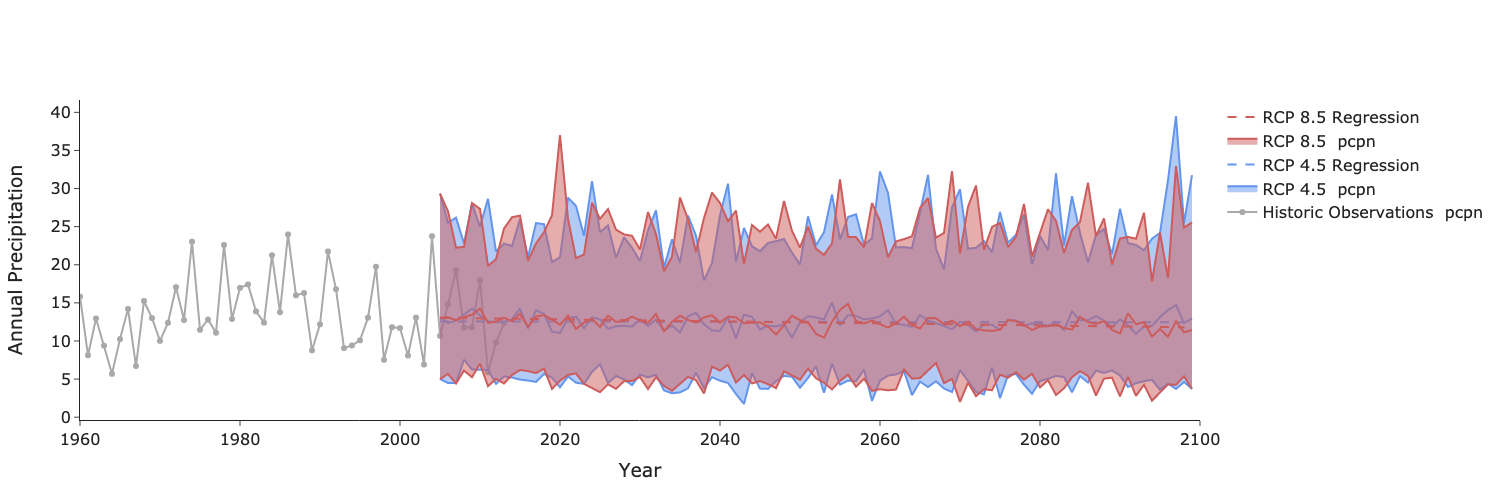 RCP 8.5 Regression
RCP 8.5 pcpn
RCP 4.5 Regression
RCP 4.5 pcpn
Historic Observations pcpn
Annual Precipitation
40
35
30
25
20
15
10
5
0
1960 1980 2000 2020 2040 2060 2080 2100
Year